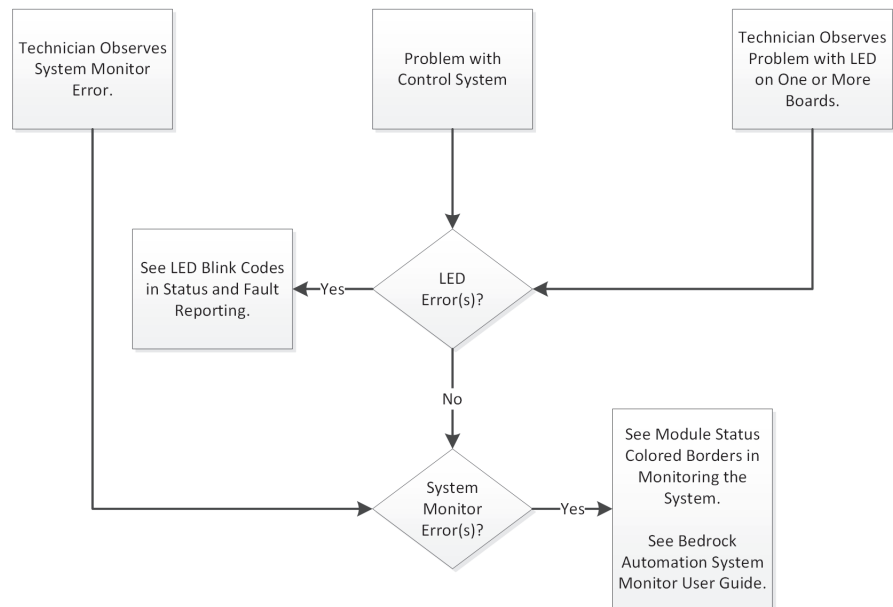 Technician Observes
System Monitor
Error.
Problem with
Control System
Technician Observes
Problem with LED
on One or More
Boards.
See LED Blink Codes
in Status and Fault
Reporting.
Yes
LED
Error(s)?
No
System
Monitor
Error(s)?
Yes
See Module Status
Colored Borders in
Monitoring the
System.
See Bedrock
Automation System
Monitor User Guide.